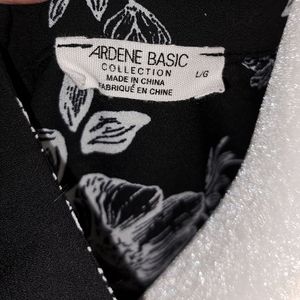 ARDENE BASIC
COLLECTION
MADE IN CHINA
FABRIQUÉ EN CHINE
L/G